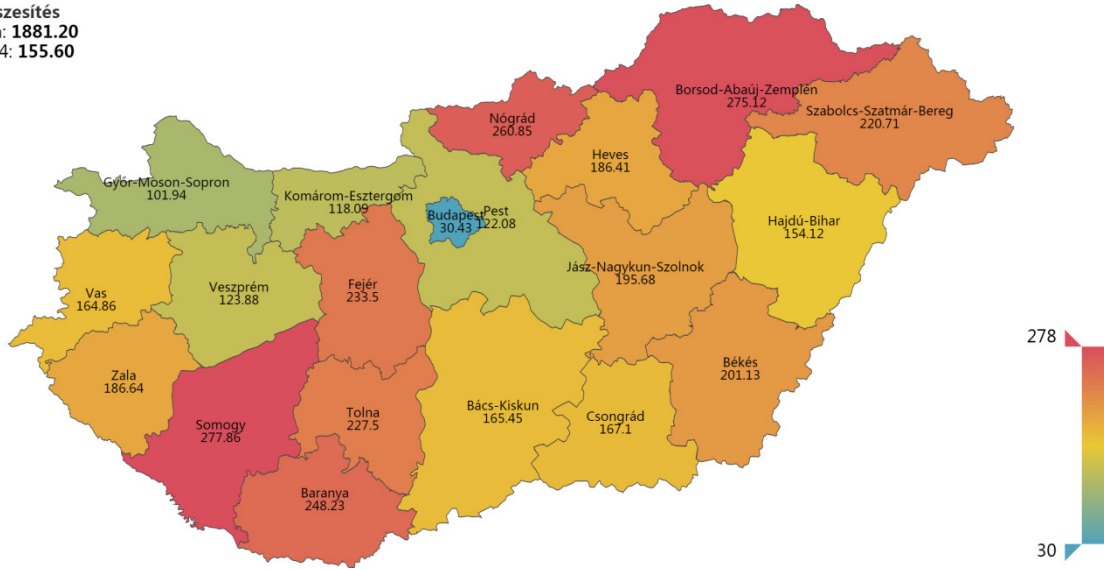 1881.20
155.60
Borsod-Abaúj-Zemplén
275.12
Szabolcs-Szatmár-Bereg
220.71
Nógrád
260.85
Heves
186.41
Győr-Moson-Sopron
101.94
Komárom-Esztergom
118.09
Budapest
30.43
Pest
122.08
Hajdú-Bihar
154.12
Jász-Nagykun-Szolnok
195.68
Vas
164.86
Veszprém
123.88
Fejér
233.5
Zala
186.64
Somogy
277.86
Tolna
227.5
Bács-Kiskun
165.45
Csongrád
167.1
Békés
201.13
Baranya
248.23
278
30